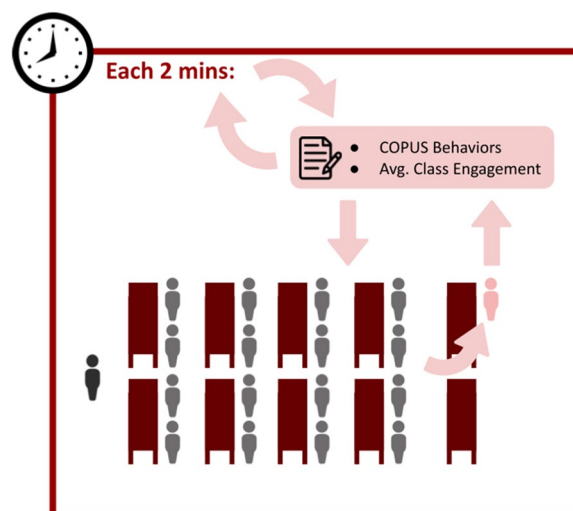 Each 2 mins:
• COPUS Behaviors
• Avg. Class Engagement